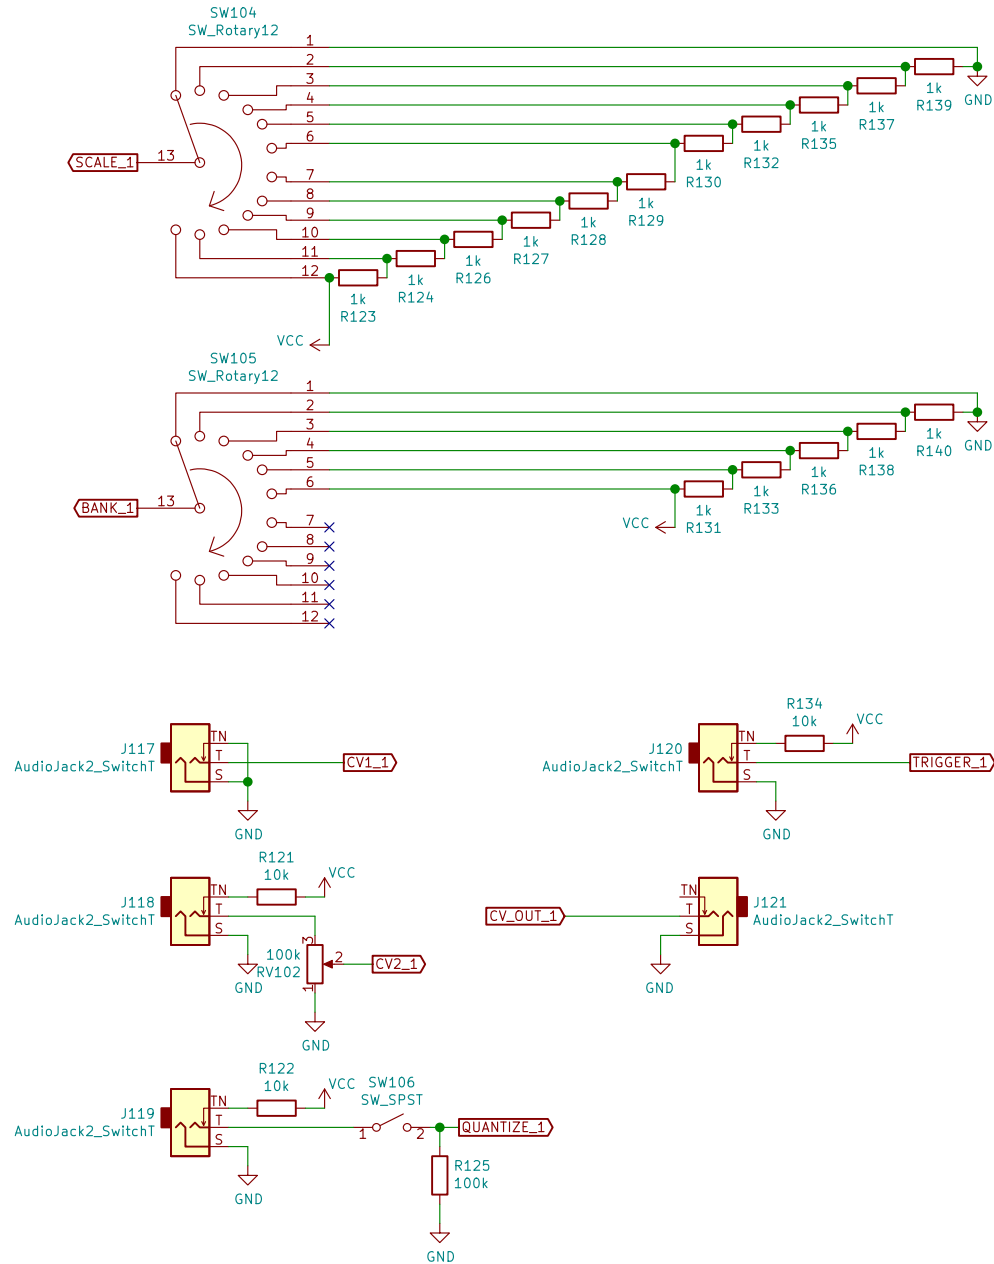 SW104
SW_Rotary12
1
2
3
4
5
6
7
8
9
10
11
12
13
SCALE_1
GND
1k
R139
1k
R137
1k
R135
1k
R132
1k
R130
1k
R129
1k
R128
1k
R127
1k
R126
1k
R124
1k
R123
VCC
SW105
SW_Rotary12
1
2
3
4
5
6
7
8
9
10
11
12
13
BANK_1
GND
1k
R140
1k
R138
1k
R136
1k
R133
1k
R131
VCC
J117
AudioJack2_SwitchT
TN
T
S
CV1_1
GND
R134
10k
VCC
J120
AudioJack2_SwitchT
TN
T
S
TRIGGER_1
GND
R121
10k
VCC
J118
AudioJack2_SwitchT
TN
T
S
GND
100k
RV102
3
2
1
CV2_1
GND
CV_OUT_1
TN
T
S
J121
AudioJack2_SwitchT
GND
R122
10k
VCC
J119
AudioJack2_SwitchT
TN
T
S
GND
SW106
SW_SPST
1
2
QUANTIZE_1
R125
100k
GND